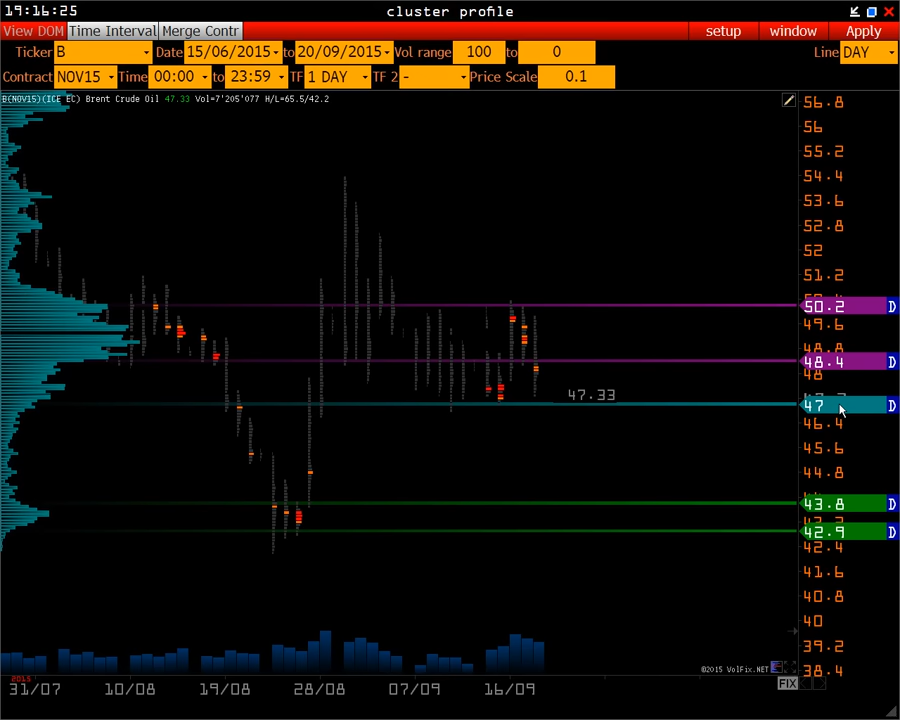 19:16:25 cluster profile
View DOM Time Interval Merge Contr setup window Apply
Ticker B Date 15/06/2015 to 20/09/2015 Vol range 100 to 0 Line DAY
Contract NOV15 Time 00:00 to 23:59 TF 1 DAY TF 2 - Price Scale 0.1
B(NOV15)(ICE EC) Brent Crude Oil 47.33 Vol=7'205'077 H/L=65.5/42.2
56.8
56
55.2
54.4
53.6
52.8
52
51.2
50.2 D
49.6
48.8
48.4 D
48
47.33
47 D
46.4
45.6
44.8
43.8 D
42.9 D
42.4
41.6
40.8
40
39.2
©2015 VolFix.NET
38.4
2015
31/07 10/08 19/08 28/08 07/09 16/09 FIX